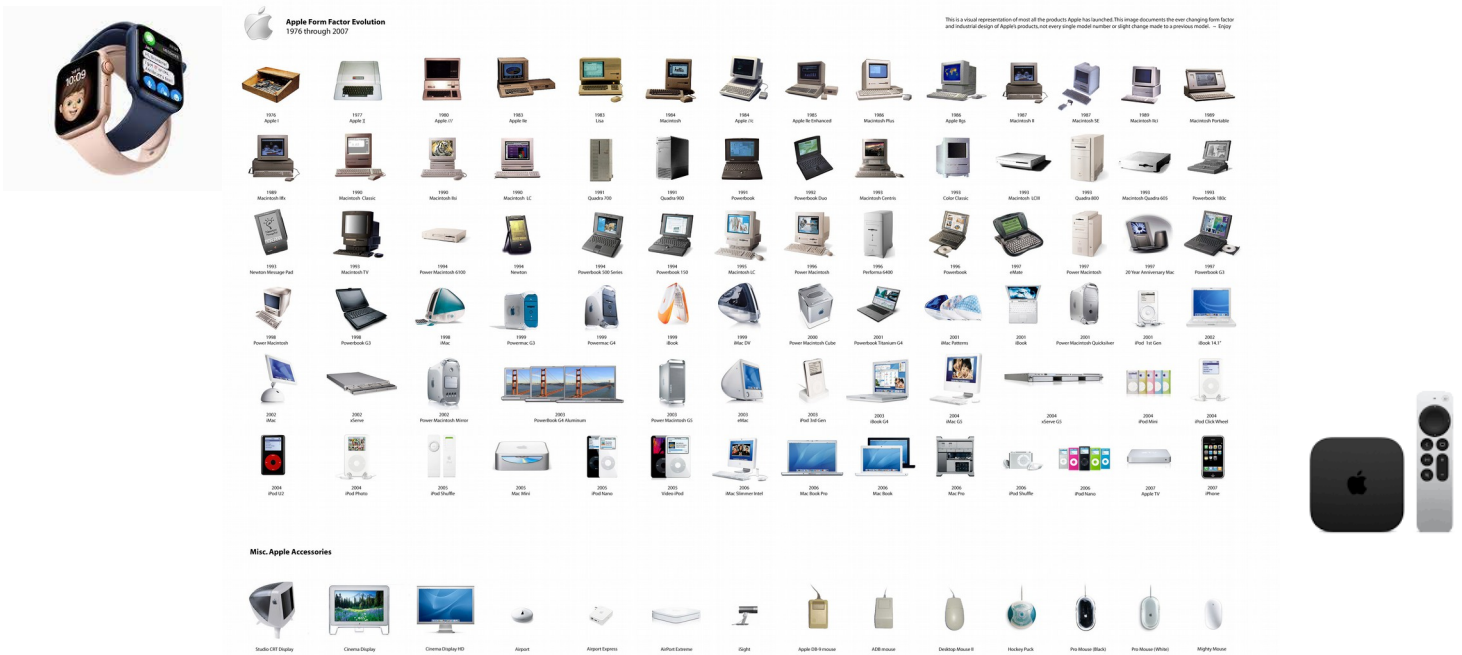 10:09
Apple Form Factor Evolution
1976 through 2007
This is a visual representation of most all the products Apple has launched. This image documents the ever changing form factor
and industrial design of Apple's products, not every single model number or slight change made to a previous model. ~ Enjoy
1976 1977 1980 1983 1983 1984 1984 1985 1986 1986 1987 1987 1989 1989
Apple I Apple ][ Apple /// Apple IIe Lisa Macintosh Apple //c Apple IIe Enhanced Macintosh Plus Apple IIgs Macintosh II Macintosh SE Macintosh IIci Macintosh Portable
1989 1990 1990 1990 1991 1991 1991 1992 1993 1993 1993 1993 1993 1993
Macintosh IIfx Macintosh Classic Macintosh IIsi Macintosh LC Quadra 700 Quadra 900 Powerbook Powerbook Duo Macintosh Centris Color Classic Macintosh LCIII Quadra 800 Macintosh Quadra 605 Powerbook 180c
1993 1993 1994 1994 1994 1994 1995 1996 1996 1996 1997 1997 1997 1997
Newton Message Pad Macintosh TV Power Macintosh 6100 Newton Powerbook 500 Series Powerbook 150 Macintosh LC Power Macintosh Performa 6400 Powerbook eMate Power Macintosh 20 Year Anniversary Mac Powerbook G3
1998 1998 1998 1999 1999 1999 1999 2000 2001 2001 2001 2001 2001 2002
Power Macintosh Powerbook G3 iMac Powermac G3 Powermac G4 iBook iMac DV Power Macintosh Cube Powerbook Titanium G4 iMac Patterns iBook Power Macintosh Quicksilver iPod 1st Gen iBook 14.1"
2002 2002 2002 2003 2003 2003 2003 2003 2004 2004 2004 2004
iMac xServe Power Macintosh Mirror PowerBook G4 Aluminum Power Macintosh G5 eMac iPod 3rd Gen iBook G4 iMac G5 xServe G5 iPod Mini iPod Click Wheel
2004 2004 2005 2005 2005 2005 2006 2006 2006 2006 2006 2006 2007 2007
iPod U2 iPod Photo iPod Shuffle Mac Mini iPod Nano Video iPod iMac Slimmer Intel Mac Book Pro Mac Book Mac Pro iPod Shuffle iPod Nano Apple TV iPhone
Misc. Apple Accessories
Studio CRT Display Cinema Display Cinema Display HD Airport Airport Express AirPort Extreme iSight Apple DB-9 mouse ADB mouse Desktop Mouse II Hockey Puck Pro Mouse (Black) Pro Mouse (White) Mighty Mouse